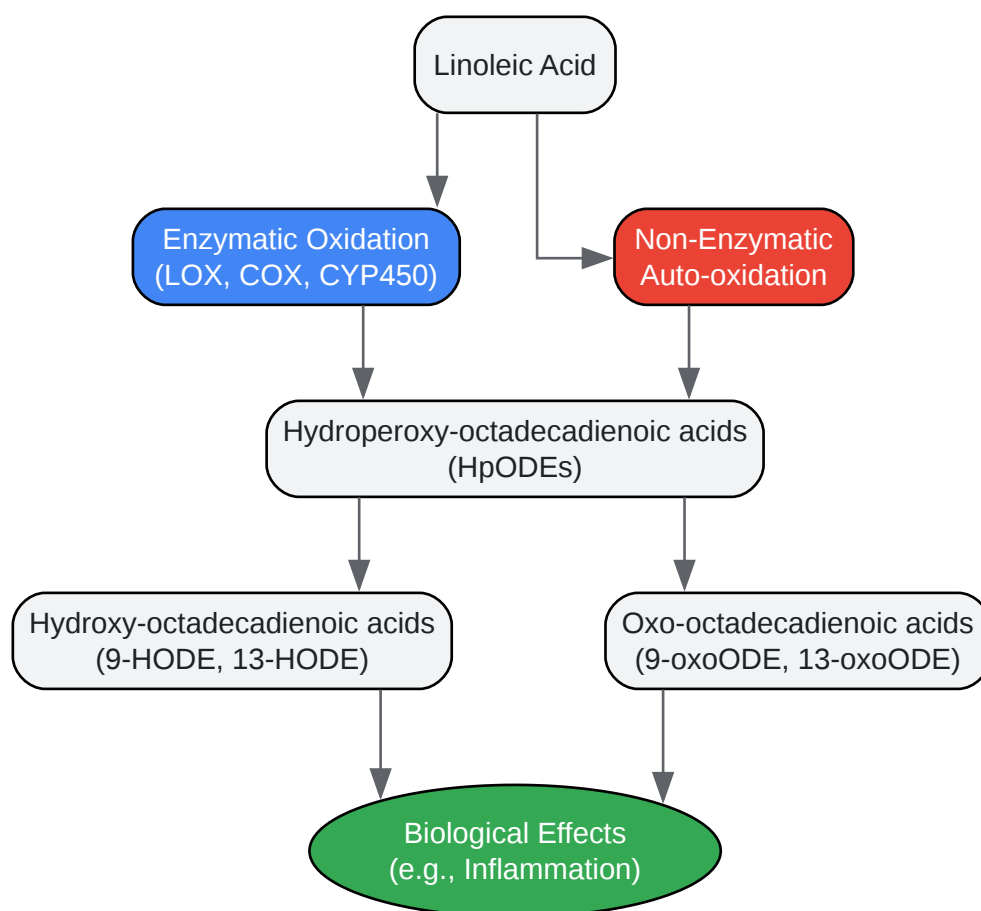 Linoleic Acid
Enzymatic Oxidation
(LOX, COX, CYP450)
Non-Enzymatic
Auto-oxidation
Hydroperoxy-octadecadienoic acids
(HpODEs)
Hydroxy-octadecadienoic acids
(9-HODE, 13-HODE)
Oxo-octadecadienoic acids
(9-oxoODE, 13-oxoODE)
Biological Effects
(e.g., Inflammation)